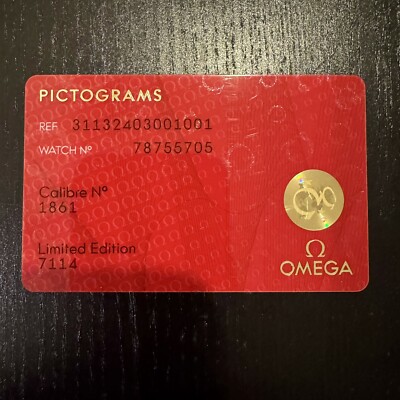 PICTOGRAMS
REF 31132403001001
WATCH Nº 78755705
Calibre Nº
1861
Limited Edition
7114
Ω
OMEGA